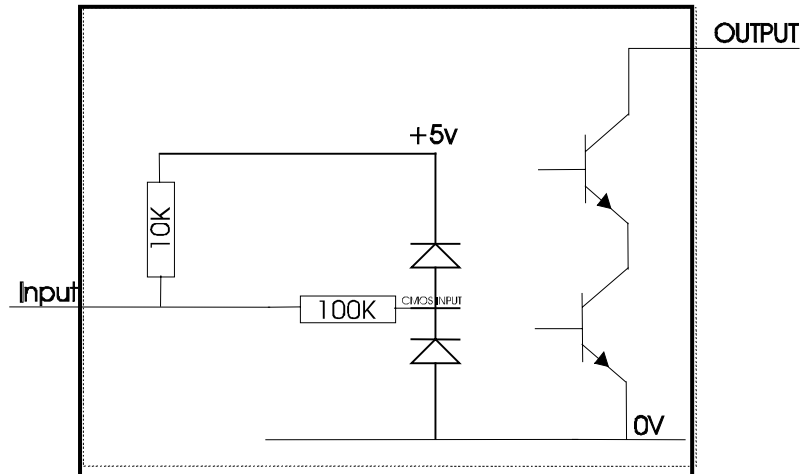 OUTPUT
+5v
10K
Input
100K
CMOS INPUT
0V